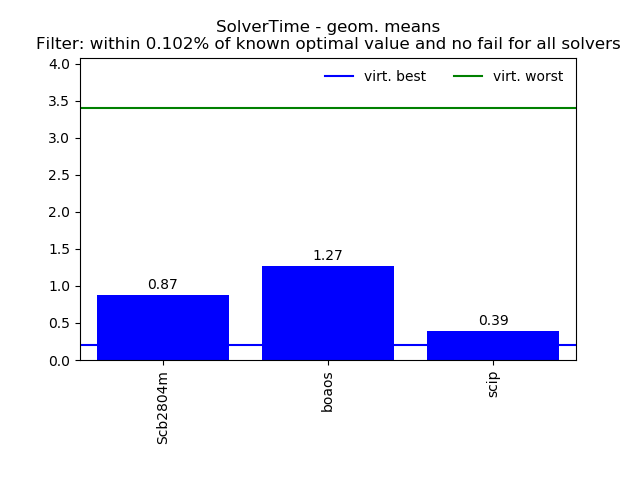 SolverTime - geom. means
Filter: within 0.102% of known optimal value and no fail for all solvers
virt. best
virt. worst
4.0
3.5
3.0
2.5
2.0
1.5
1.0
0.5
0.0
0.87
1.27
0.39
Scb2804m
boaos
scip